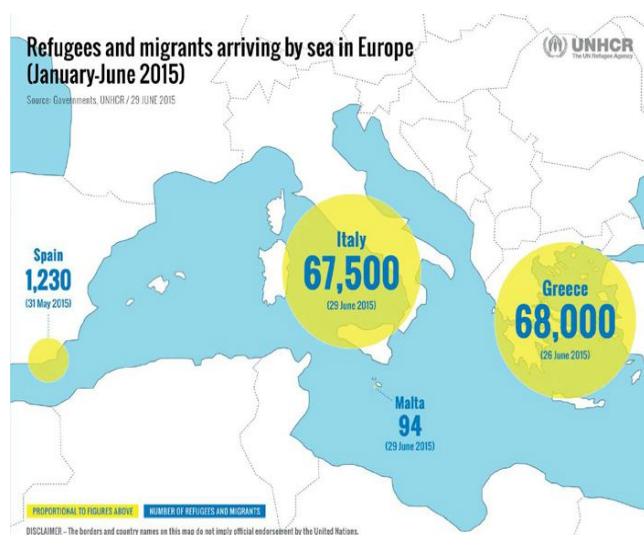 Refugees and migrants arriving by sea in Europe
(January-June 2015)
Source: Governments, UNHCR / 29 JUNE 2015
UNHCR
The UN Refugee Agency
Spain
1,230
(31 May 2015)
Italy
67,500
(29 June 2015)
Greece
68,000
(26 June 2015)
Malta
94
(29 June 2015)
PROPORTIONAL TO FIGURES ABOVE
NUMBER OF REFUGEES AND MIGRANTS
DISCLAIMER – The borders and country names on this map do not imply official endorsement by the United Nations.